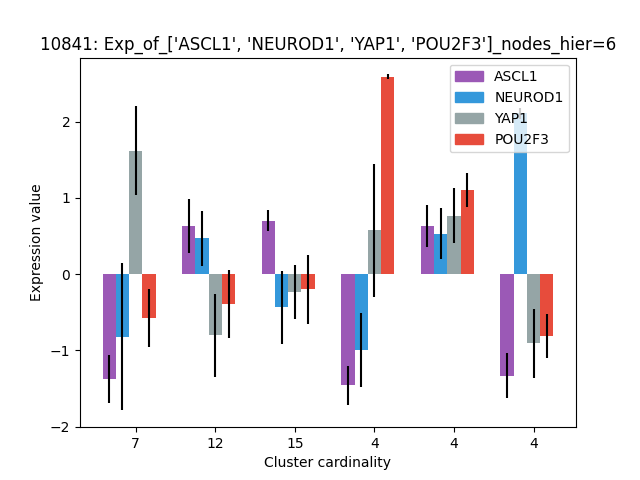 10841: Exp_of_['ASCL1', 'NEUROD1', 'YAP1', 'POU2F3']_nodes_hier=6
ASCL1
NEUROD1
YAP1
POU2F3
Expression value
2
1
0
−1
−2
7 12 15 4 4 4
Cluster cardinality